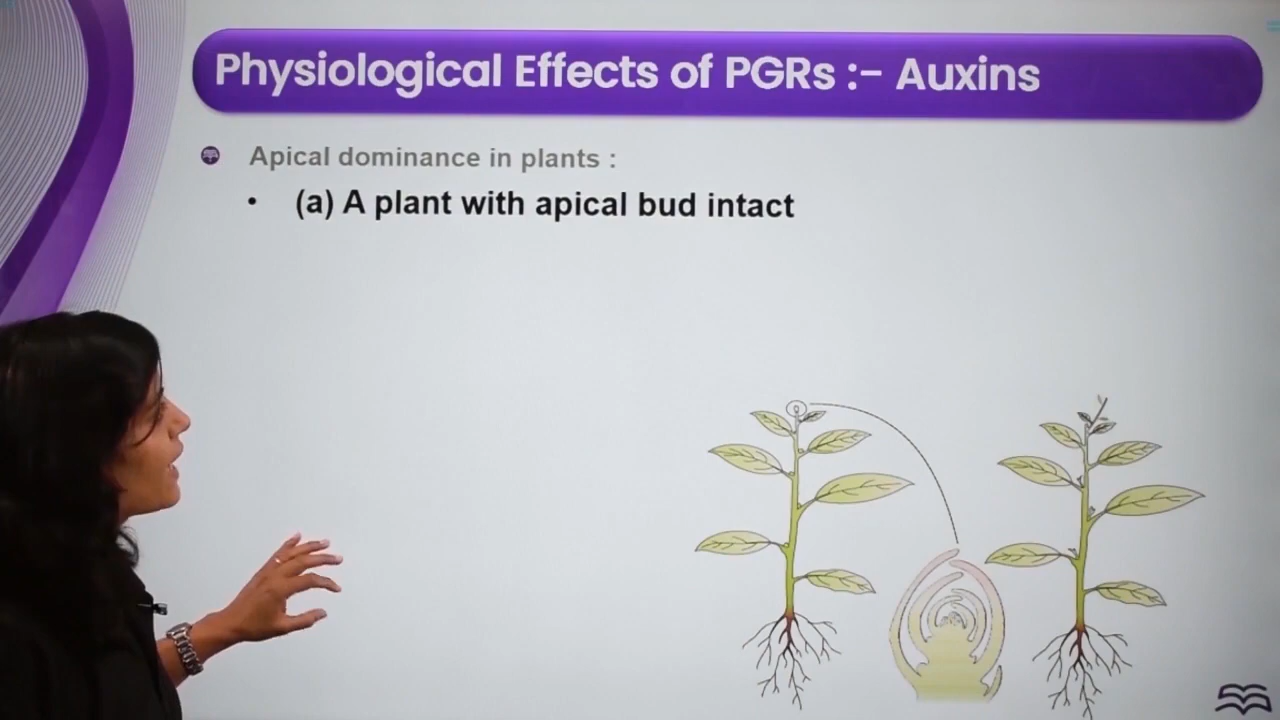 Physiological Effects of PGRs :- Auxins
Apical dominance in plants :
• (a) A plant with apical bud intact